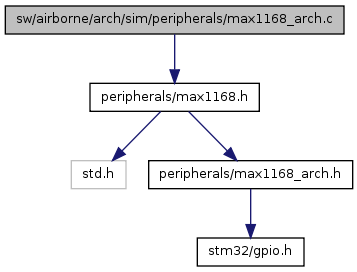 sw/airborne/arch/sim/peripherals/max1168_arch.c
peripherals/max1168.h
std.h
peripherals/max1168_arch.h
stm32/gpio.h